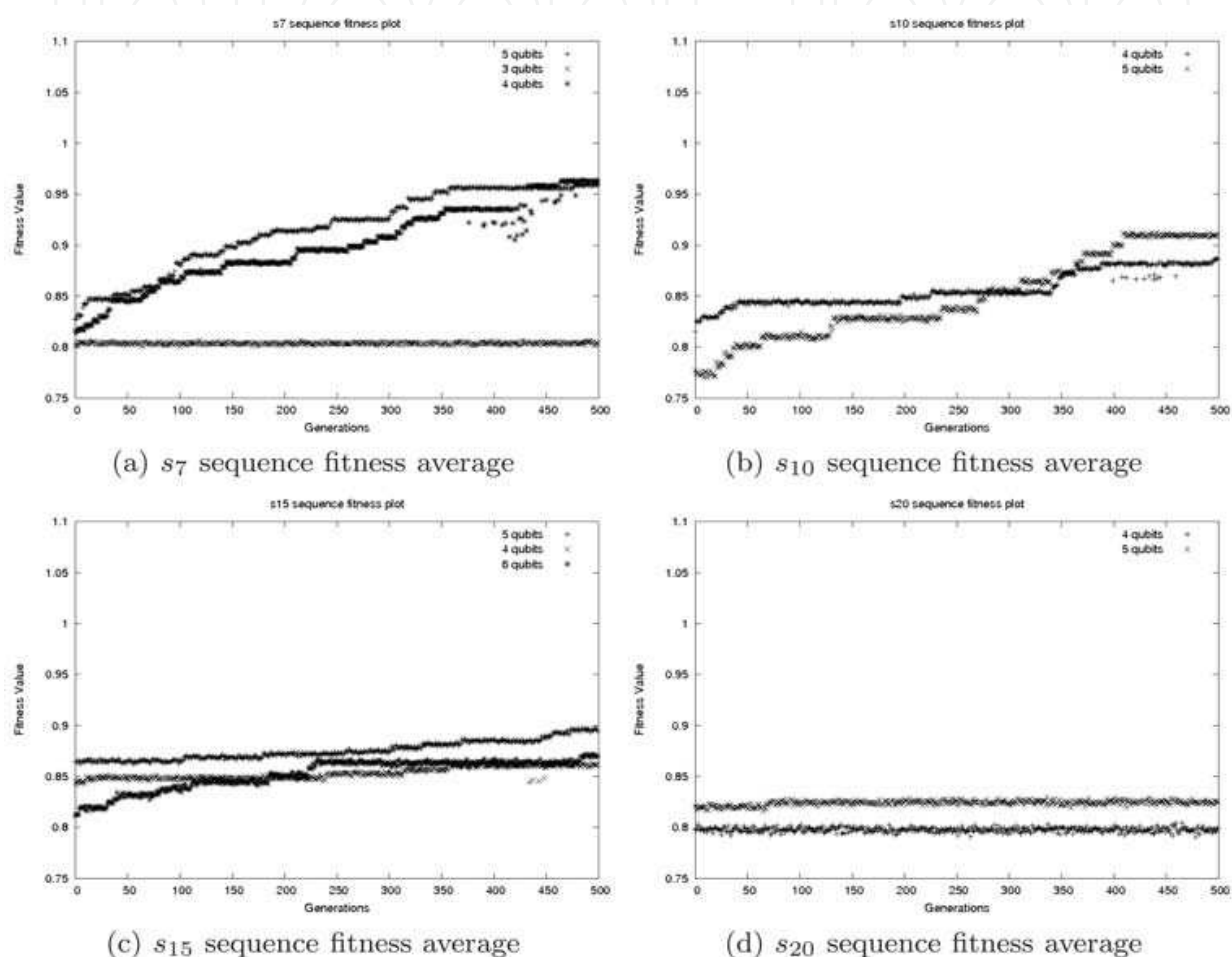 s7 sequence fitness plot
1.1
1.05
1
0.95
0.9
0.85
0.8
0.75
Fitness Value
5 qubits
3 qubits
4 qubits
0 50 100 150 200 250 300 350 400 450 500
Generations
(a) s7 sequence fitness average
s10 sequence fitness plot
1.1
1.05
1
0.95
0.9
0.85
0.8
0.75
Fitness Value
4 qubits
5 qubits
0 50 100 150 200 250 300 350 400 450 500
Generations
(b) s10 sequence fitness average
s15 sequence fitness plot
1.1
1.05
1
0.95
0.9
0.85
0.8
0.75
Fitness Value
5 qubits
4 qubits
6 qubits
0 50 100 150 200 250 300 350 400 450 500
Generations
(c) s15 sequence fitness average
s20 sequence fitness plot
1.1
1.05
1
0.95
0.9
0.85
0.8
0.75
Fitness Value
4 qubits
5 qubits
0 50 100 150 200 250 300 350 400 450 500
Generations
(d) s20 sequence fitness average